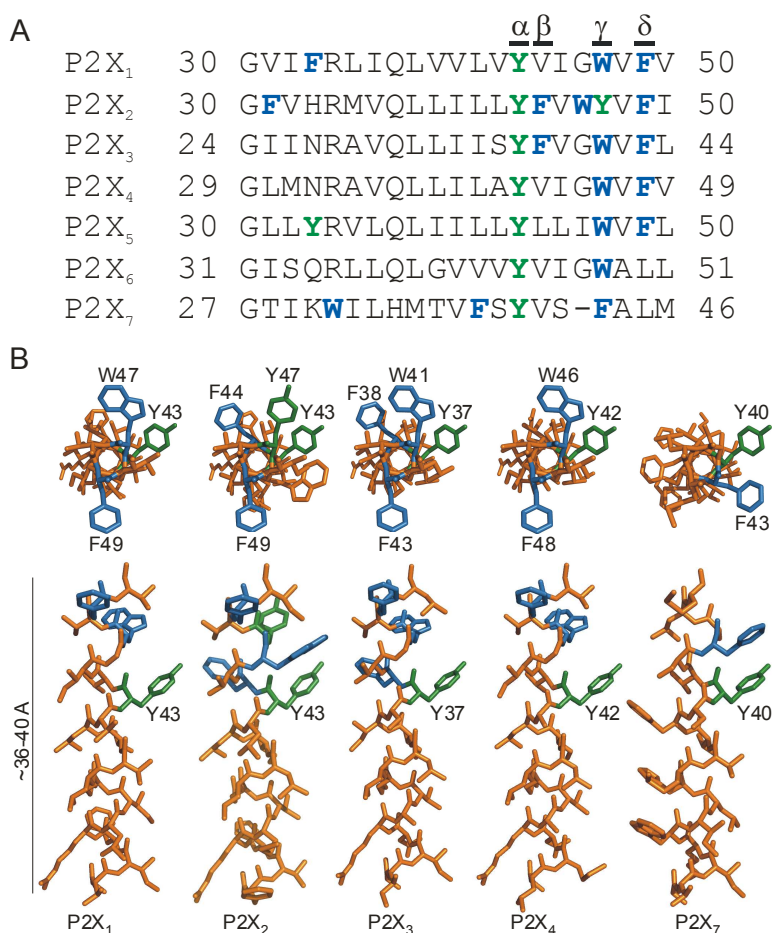 A
α β γ δ
P2X₁ 30 GVIFRLIQLVVLVYVIGWVFV 50
P2X₂ 30 GFVHRMVQLLILLYFVWYVFI 50
P2X₃ 24 GIINRAVQLLIISYFVGWVFL 44
P2X₄ 29 GLMNRAVQLLILAYVIGWVFV 49
P2X₅ 30 GLLYRVLQLIILLYLLIWVFL 50
P2X₆ 31 GISQRLLQLGVVVYVIGWALL 51
P2X₇ 27 GTIKWILHMTVFSYVS-FALM 46
B
W47 Y43 F49
F44 Y47 Y43 F49
F38 W41 Y37 F43
W46 Y42 F48
Y40 F43
~36-40 A
Y43 Y43 Y37 Y42 Y40
P2X₁ P2X₂ P2X₃ P2X₄ P2X₇